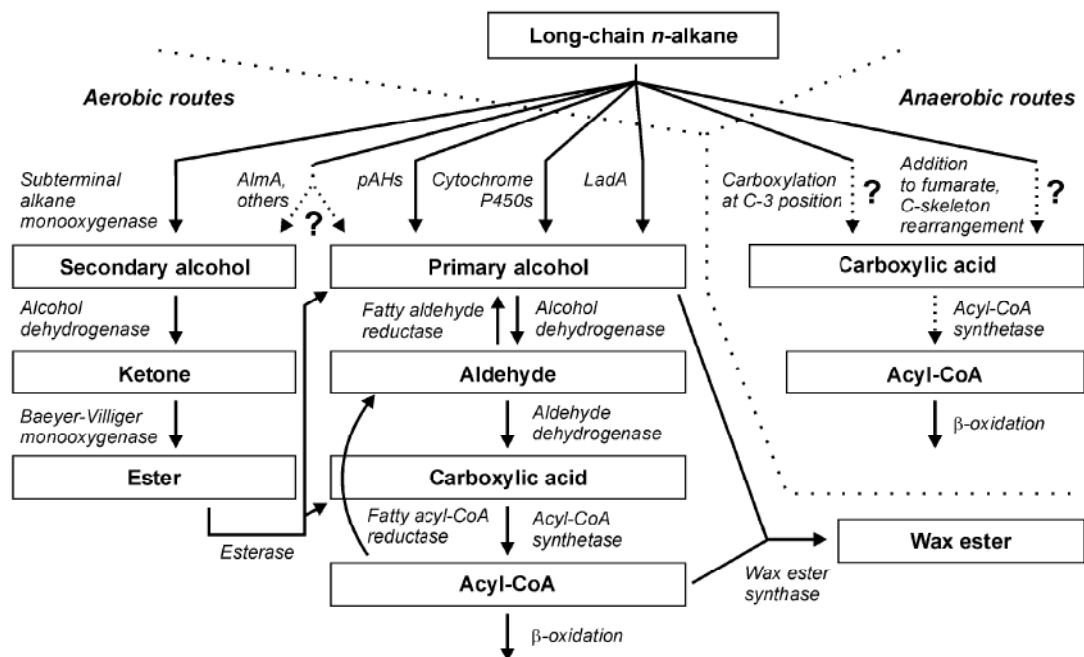 Long-chain n-alkane
Aerobic routes
Anaerobic routes
Subterminal
alkane
monooxygenase
AlmA,
others
?
pAHs
Cytochrome
P450s
LadA
Carboxylation
at C-3 position
?
Addition
to fumarate,
C-skeleton
rearrangement
?
Secondary alcohol
Primary alcohol
Carboxylic acid
Alcohol
dehydrogenase
Fatty aldehyde
reductase
Alcohol
dehydrogenase
Acyl-CoA
synthetase
Ketone
Aldehyde
Acyl-CoA
Baeyer-Villiger
monooxygenase
Aldehyde
dehydrogenase
β-oxidation
Ester
Carboxylic acid
Esterase
Fatty acyl-CoA
reductase
Acyl-CoA
synthetase
Wax ester
Acyl-CoA
Wax ester
synthase
β-oxidation